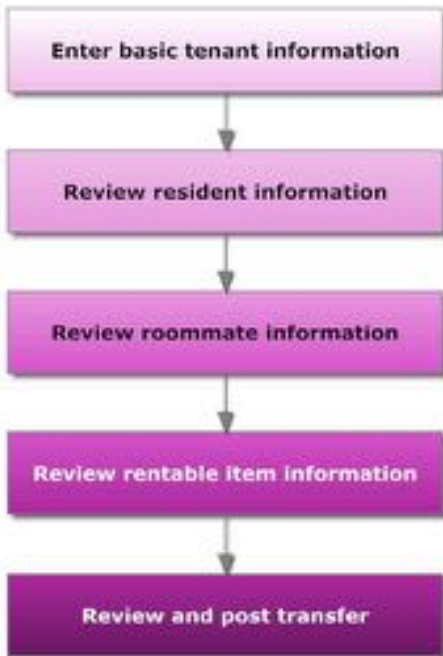 Enter basic tenant information
Review resident information
Review roommate information
Review rentable item information
Review and post transfer